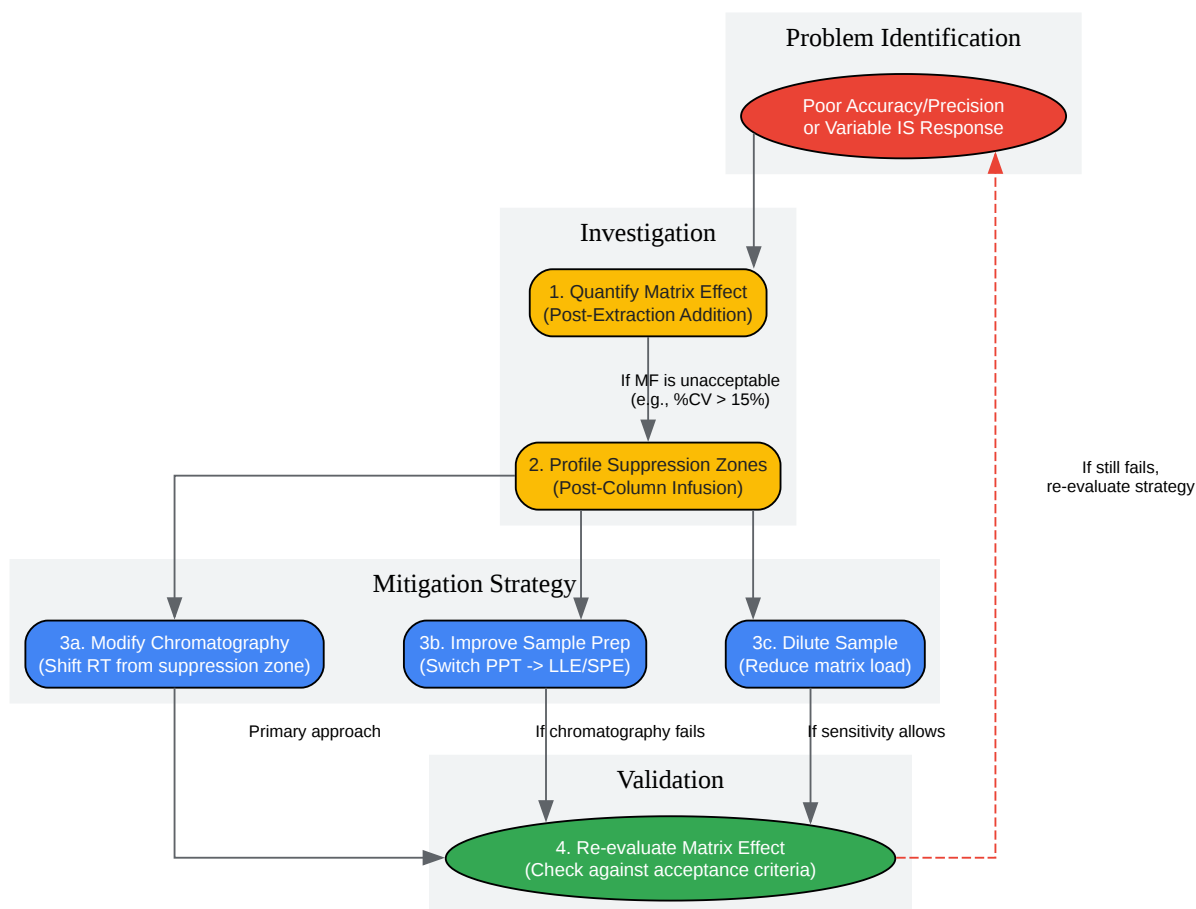 Problem Identification
Poor Accuracy/Precision
or Variable IS Response
Investigation
1. Quantify Matrix Effect
(Post-Extraction Addition)
If MF is unacceptable
(e.g., %CV > 15%)
2. Profile Suppression Zones
(Post-Column Infusion)
If still fails,
re-evaluate strategy
Mitigation Strategy
3a. Modify Chromatography
(Shift RT from suppression zone)
3b. Improve Sample Prep
(Switch PPT -> LLE/SPE)
3c. Dilute Sample
(Reduce matrix load)
Primary approach
If chromatography fails
If sensitivity allows
Validation
4. Re-evaluate Matrix Effect
(Check against acceptance criteria)